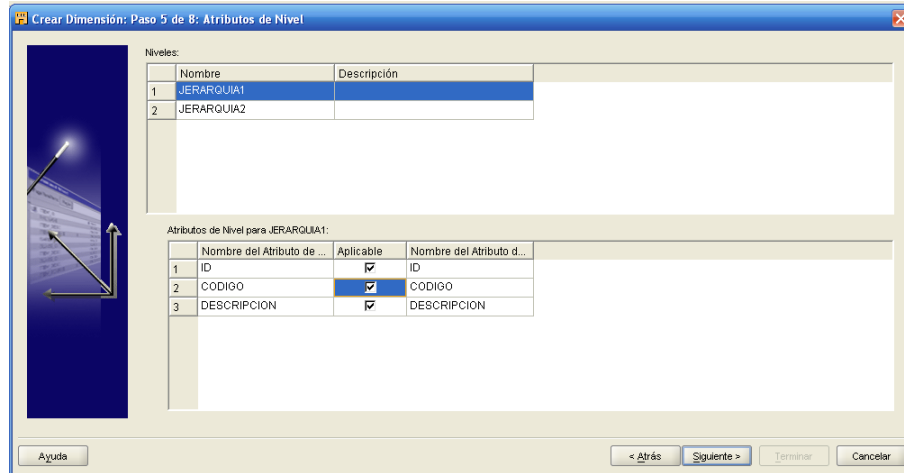 Crear Dimensión: Paso 5 de 8: Atributos de Nivel
Niveles:
Nombre Descripción
1 JERARQUIA1
2 JERARQUIA2
Atributos de Nivel para JERARQUIA1:
Nombre del Atributo de ... Aplicable Nombre del Atributo d...
1 ID ID
2 CODIGO CODIGO
3 DESCRIPCION DESCRIPCION
Ayuda < Atrás Siguiente > Terminar Cancelar